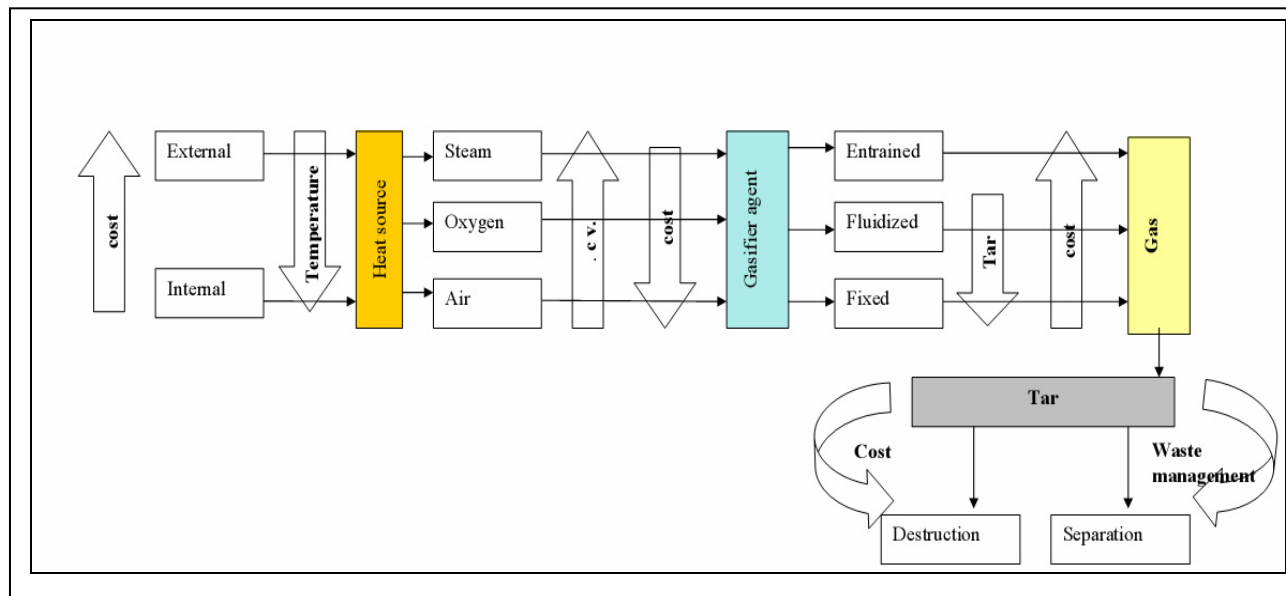 cost
External
Internal
Temperature
Heat source
Steam
Oxygen
Air
. c v.
cost
Gasifier agent
Entrained
Fluidized
Fixed
Tar
cost
Gas
Tar
Cost
Waste
management
Destruction
Separation